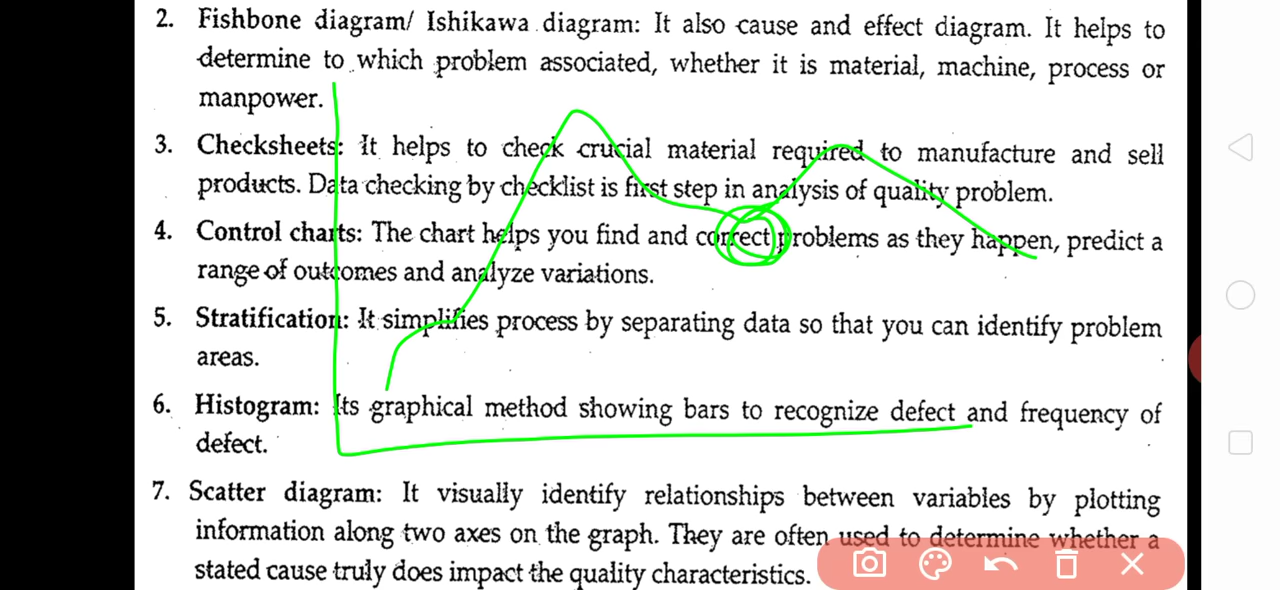 2. Fishbone diagram/ Ishikawa diagram: It also cause and effect diagram. It helps to
determine to which problem associated, whether it is material, machine, process or
manpower.
3. Checksheets: It helps to check crucial material required to manufacture and sell
products. Data checking by checklist is first step in analysis of quality problem.
4. Control charts: The chart helps you find and correct problems as they happen, predict a
range of outcomes and analyze variations.
5. Stratification: It simplifies process by separating data so that you can identify problem
areas.
6. Histogram: Its graphical method showing bars to recognize defect and frequency of
defect.
7. Scatter diagram: It visually identify relationships between variables by plotting
information along two axes on the graph. They are often used to determine whether a
stated cause truly does impact the quality characteristics.